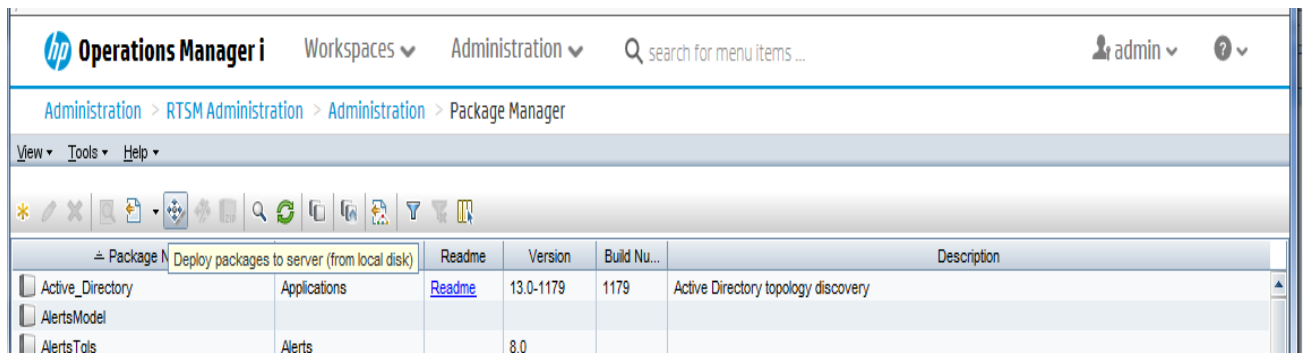 hp Operations Manager i Workspaces Administration search for menu items ... admin ?
Administration > RTSM Administration > Administration > Package Manager
View Tools Help
Package N Deploy packages to server (from local disk) Readme Version Build Nu... Description
Active_Directory Applications Readme 13.0-1179 1179 Active Directory topology discovery
AlertsModel
AlertsTqls Alerts 8.0